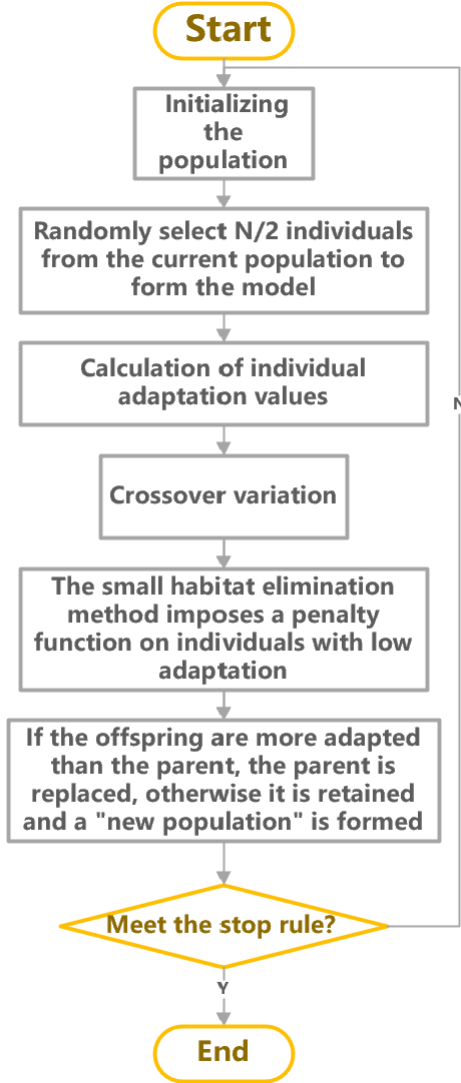 Start
Initializing
the
population
Randomly select N/2 individuals
from the current population to
form the model
Calculation of individual
adaptation values
N
Crossover variation
The small habitat elimination
method imposes a penalty
function on individuals with low
adaptation
If the offspring are more adapted
than the parent, the parent is
replaced, otherwise it is retained
and a "new population" is formed
Meet the stop rule?
Y
End